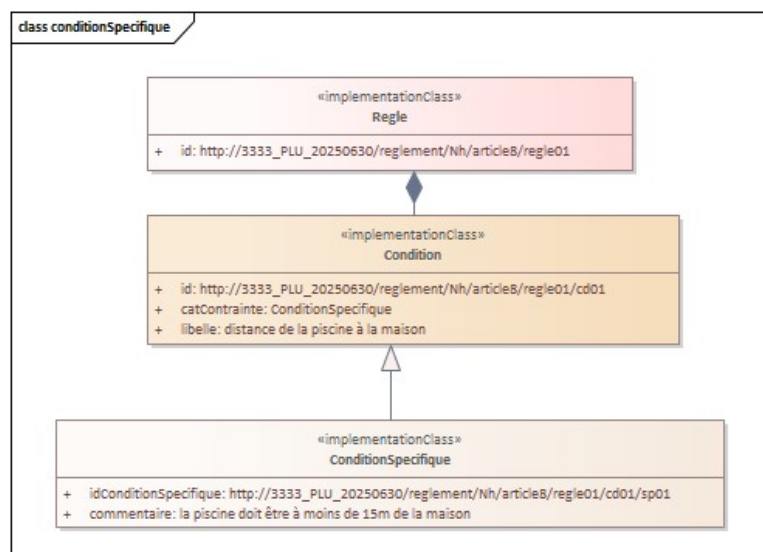 class conditionSpecifique
«implementationClass»
Regle
+ id: http://3333_PLU_20250630/reglement/Nh/article8/regle01
«implementationClass»
Condition
+ id: http://3333_PLU_20250630/reglement/Nh/article8/regle01/cd01
+ catContrainte: ConditionSpecifique
+ libelle: distance de la piscine à la maison
«implementationClass»
ConditionSpecifique
+ idConditionSpecifique: http://3333_PLU_20250630/reglement/Nh/article8/regle01/cd01/sp01
+ commentaire: la piscine doit être à moins de 15m de la maison